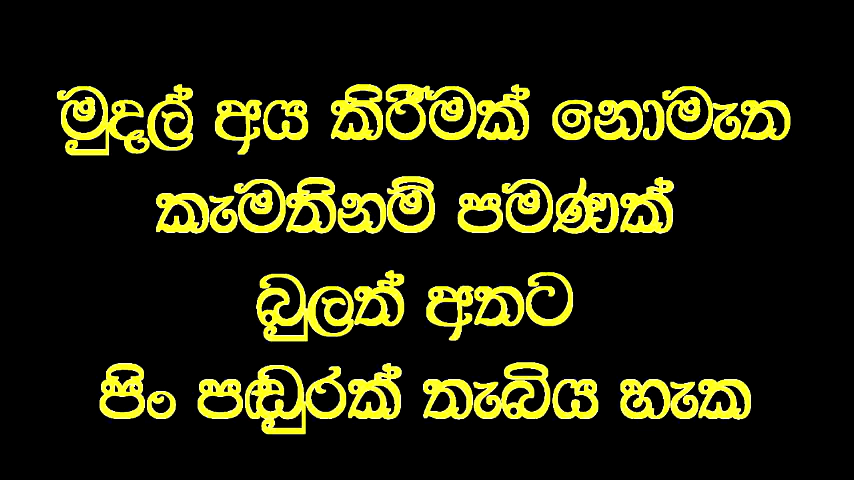 මුදල් අය කිරීමක් නොමැත
කැමතිනම් පමණක්
බුලත් අතට
පිං පඬුරක් තැබිය හැක